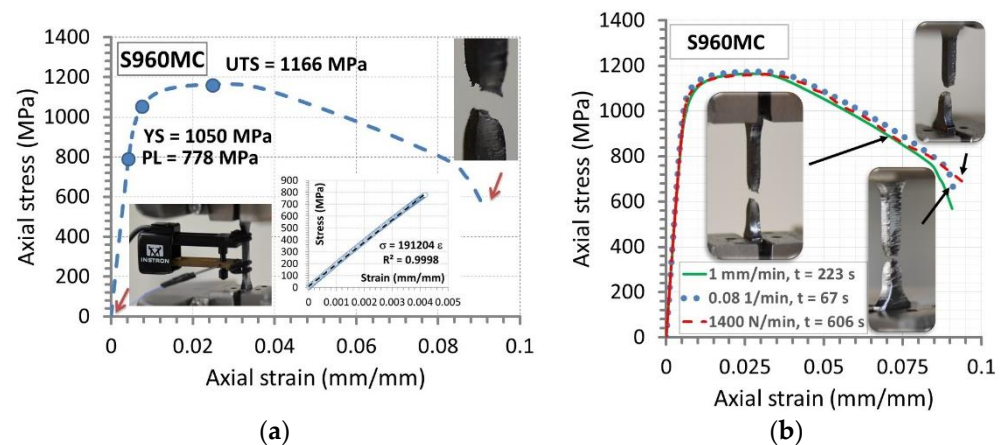 1400
1200
1000
800
600
400
200
0
Axial stress (MPa)
S960MC
UTS = 1166 MPa
YS = 1050 MPa
PL = 778 MPa
INSTRON
900
800
700
600
500
400
300
200
100
0
Stress (MPa)
σ = 191204 ε
R² = 0.9998
Strain (mm/mm)
0 0.001 0.002 0.003 0.004 0.005
0 0.02 0.04 0.06 0.08 0.1
Axial strain (mm/mm)
(a)
1400
1200
1000
800
600
400
200
0
Axial stress (MPa)
S960MC
1 mm/min, t = 223 s
0.08 1/min, t = 67 s
1400 N/min, t = 606 s
0 0.025 0.05 0.075 0.1
Axial strain (mm/mm)
(b)